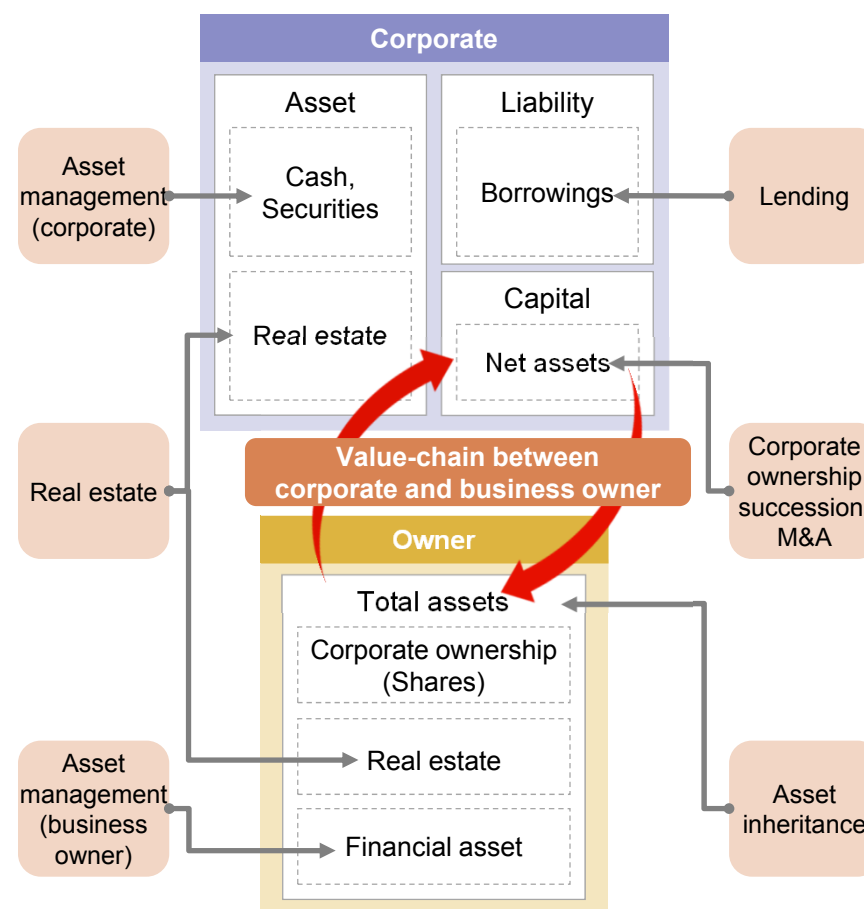 Corporate
Asset
Cash,
Securities
Real estate
Liability
Borrowings
Capital
Net assets
Asset
management
(corporate)
Lending
Real estate
Corporate
ownership
succession
M&A
Value-chain between
corporate and business owner
Owner
Total assets
Corporate ownership
(Shares)
Real estate
Financial asset
Asset
management
(business
owner)
Asset
inheritance